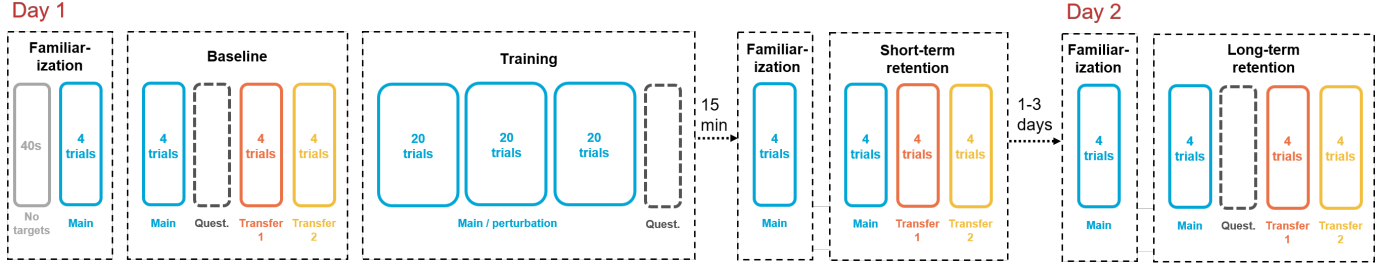 Day 1
Familiar-
ization
40s
No
targets
4
trials
Main
Baseline
4
trials
Main
Quest.
4
trials
Transfer
1
4
trials
Transfer
2
Training
20
trials
20
trials
20
trials
Main / perturbation
Quest.
15
min
Familiar-
ization
4
trials
Main
Short-term
retention
4
trials
Main
4
trials
Transfer
1
4
trials
Transfer
2
1-3
days
Day 2
Familiar-
ization
4
trials
Main
Long-term
retention
4
trials
Main
Quest.
4
trials
Transfer
1
4
trials
Transfer
2